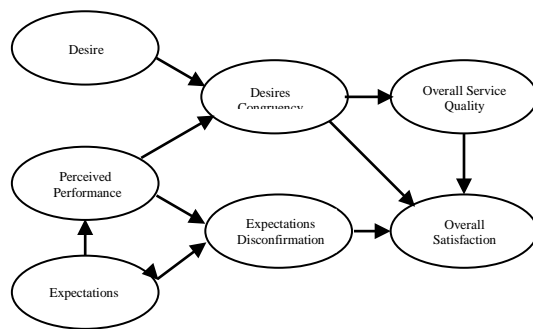 Desire
Desires
Congruency
Overall Service
Quality
Perceived
Performance
Expectations
Disconfirmation
Overall
Satisfaction
Expectations